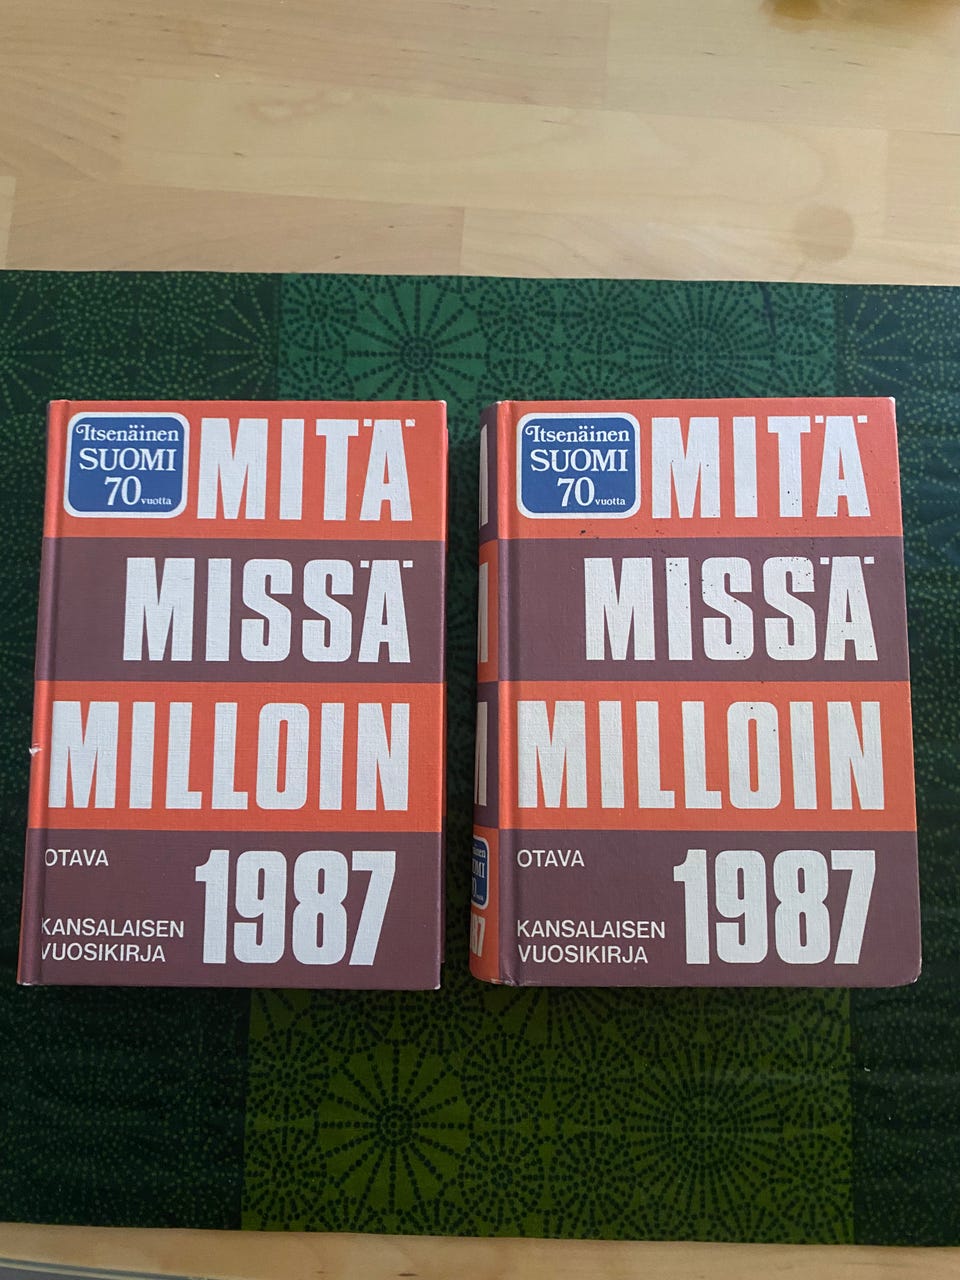 Itsenäinen
SUOMI
70 vuotta
MITÄ
MISSÄ
MILLOIN
OTAVA
1987
KANSALAISEN
VUOSIKIRJA
Itsenäinen
SUOMI
70 vuotta
MITÄ
MISSÄ
MILLOIN
OTAVA
1987
KANSALAISEN
VUOSIKIRJA